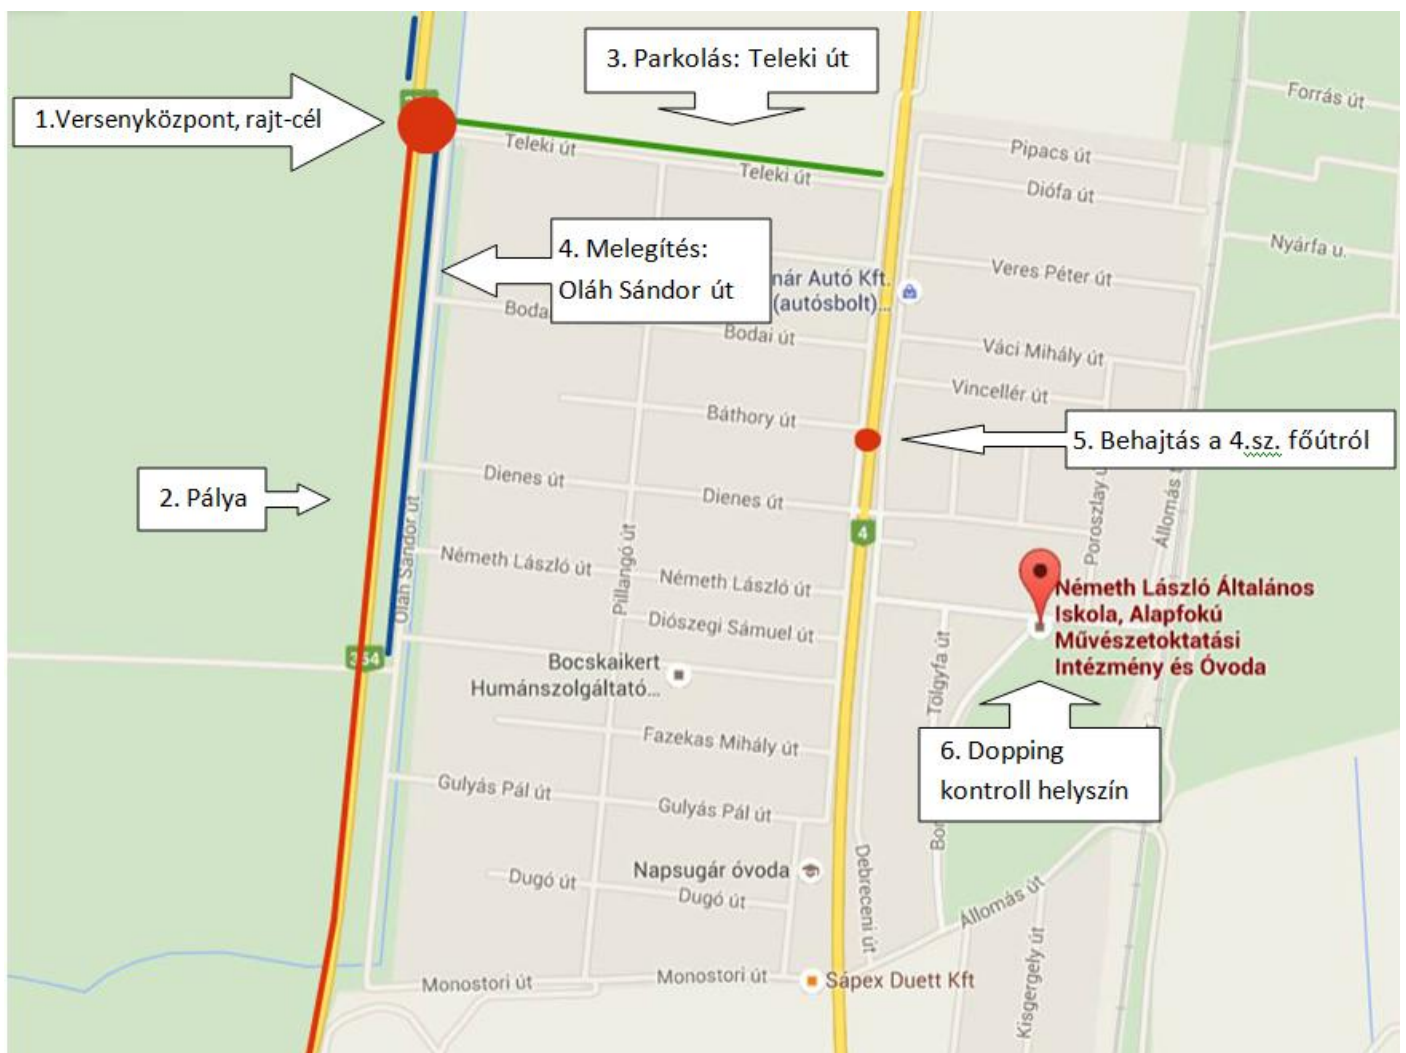 3. Parkolás: Teleki út
1.Versenyközpont, rajt-cél
Forrás út
Teleki út
Teleki út
Pipacs út
Diófa út
Nyárfa u.
4. Melegítés:
Oláh Sándor út
nár Autó Kft.
(autósbolt)...
Veres Péter út
Boda
Bodai út
Váci Mihály út
Vincellér út
Báthory út
5. Behajtás a 4.sz. főútról
2. Pálya
Dienes út
Dienes út
Poroszlay u
Állomás
4
Oláh Sándor út
Pillangó út
Németh László út
Németh László út
Németh László Általános
Iskola, Alapfokú
Művészetoktatási
Intézmény és Óvoda
Diószegi Sámuel út
354
Bocskaikert
Humánszolgáltató...
Tölgyfa út
Fazekas Mihály út
6. Dopping
kontroll helyszín
Gulyás Pál út
Gulyás Pál út
Napsugár óvoda
Debreceni út
Dugó út
Dugó út
Állomás út
Monostori út
Monostori út
Sápex Duett Kft
Kisgergely út